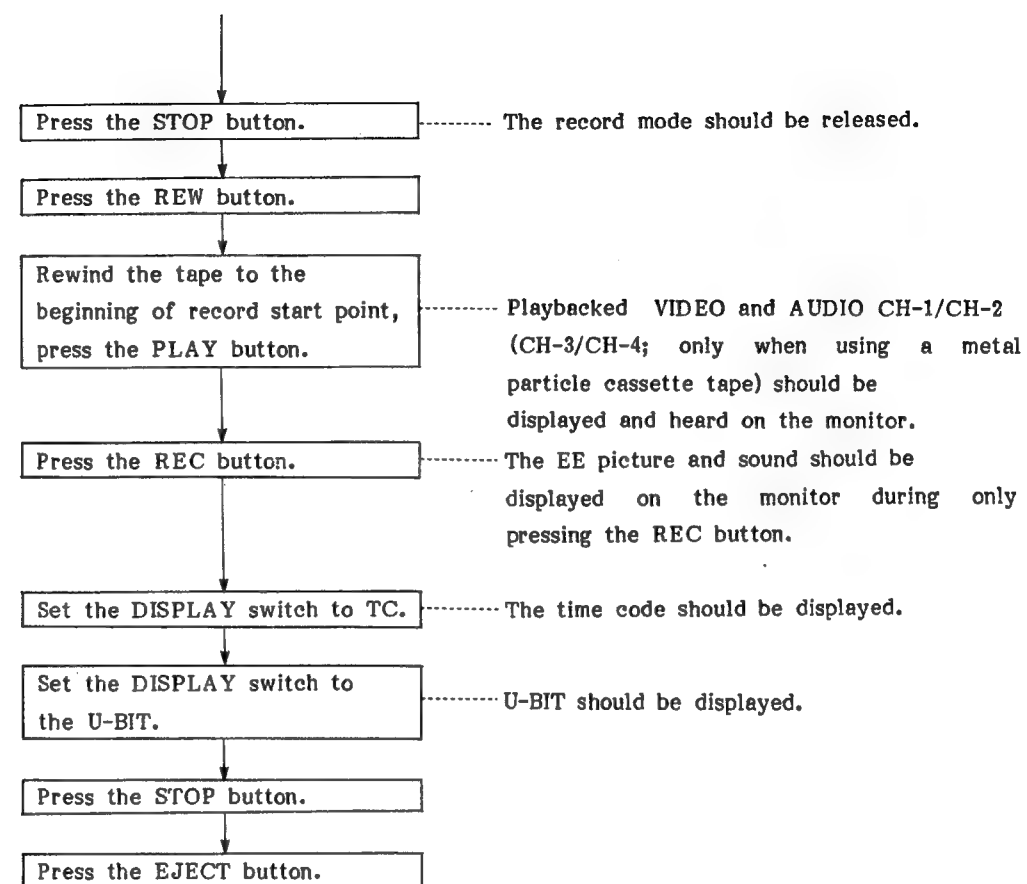 Press the STOP button.
The record mode should be released.
Press the REW button.
Rewind the tape to the
beginning of record start point,
press the PLAY button.
Playbacked VIDEO and AUDIO CH-1/CH-2
(CH-3/CH-4; only when using a metal
particle cassette tape) should be
displayed and heard on the monitor.
Press the REC button.
The EE picture and sound should be
displayed on the monitor during only
pressing the REC button.
Set the DISPLAY switch to TC.
The time code should be displayed.
Set the DISPLAY switch to
the U-BIT.
U-BIT should be displayed.
Press the STOP button.
Press the EJECT button.